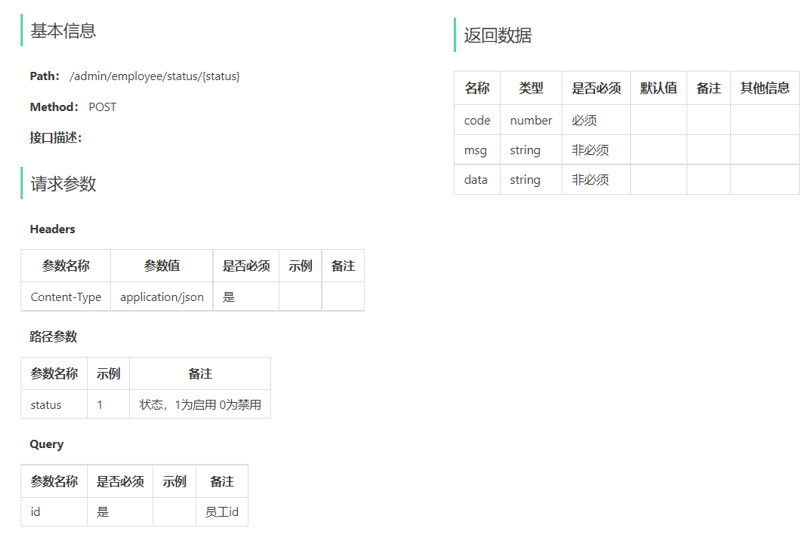 基本信息
Path： /admin/employee/status/{status}
Method： POST
接口描述：
请求参数
Headers
参数名称 参数值 是否必须 示例 备注
Content-Type application/json 是
路径参数
参数名称 示例 备注
status 1 状态，1为启用 0为禁用
Query
参数名称 是否必须 示例 备注
id 是 员工id
返回数据
名称 类型 是否必须 默认值 备注 其他信息
code number 必须
msg string 非必须
data string 非必须